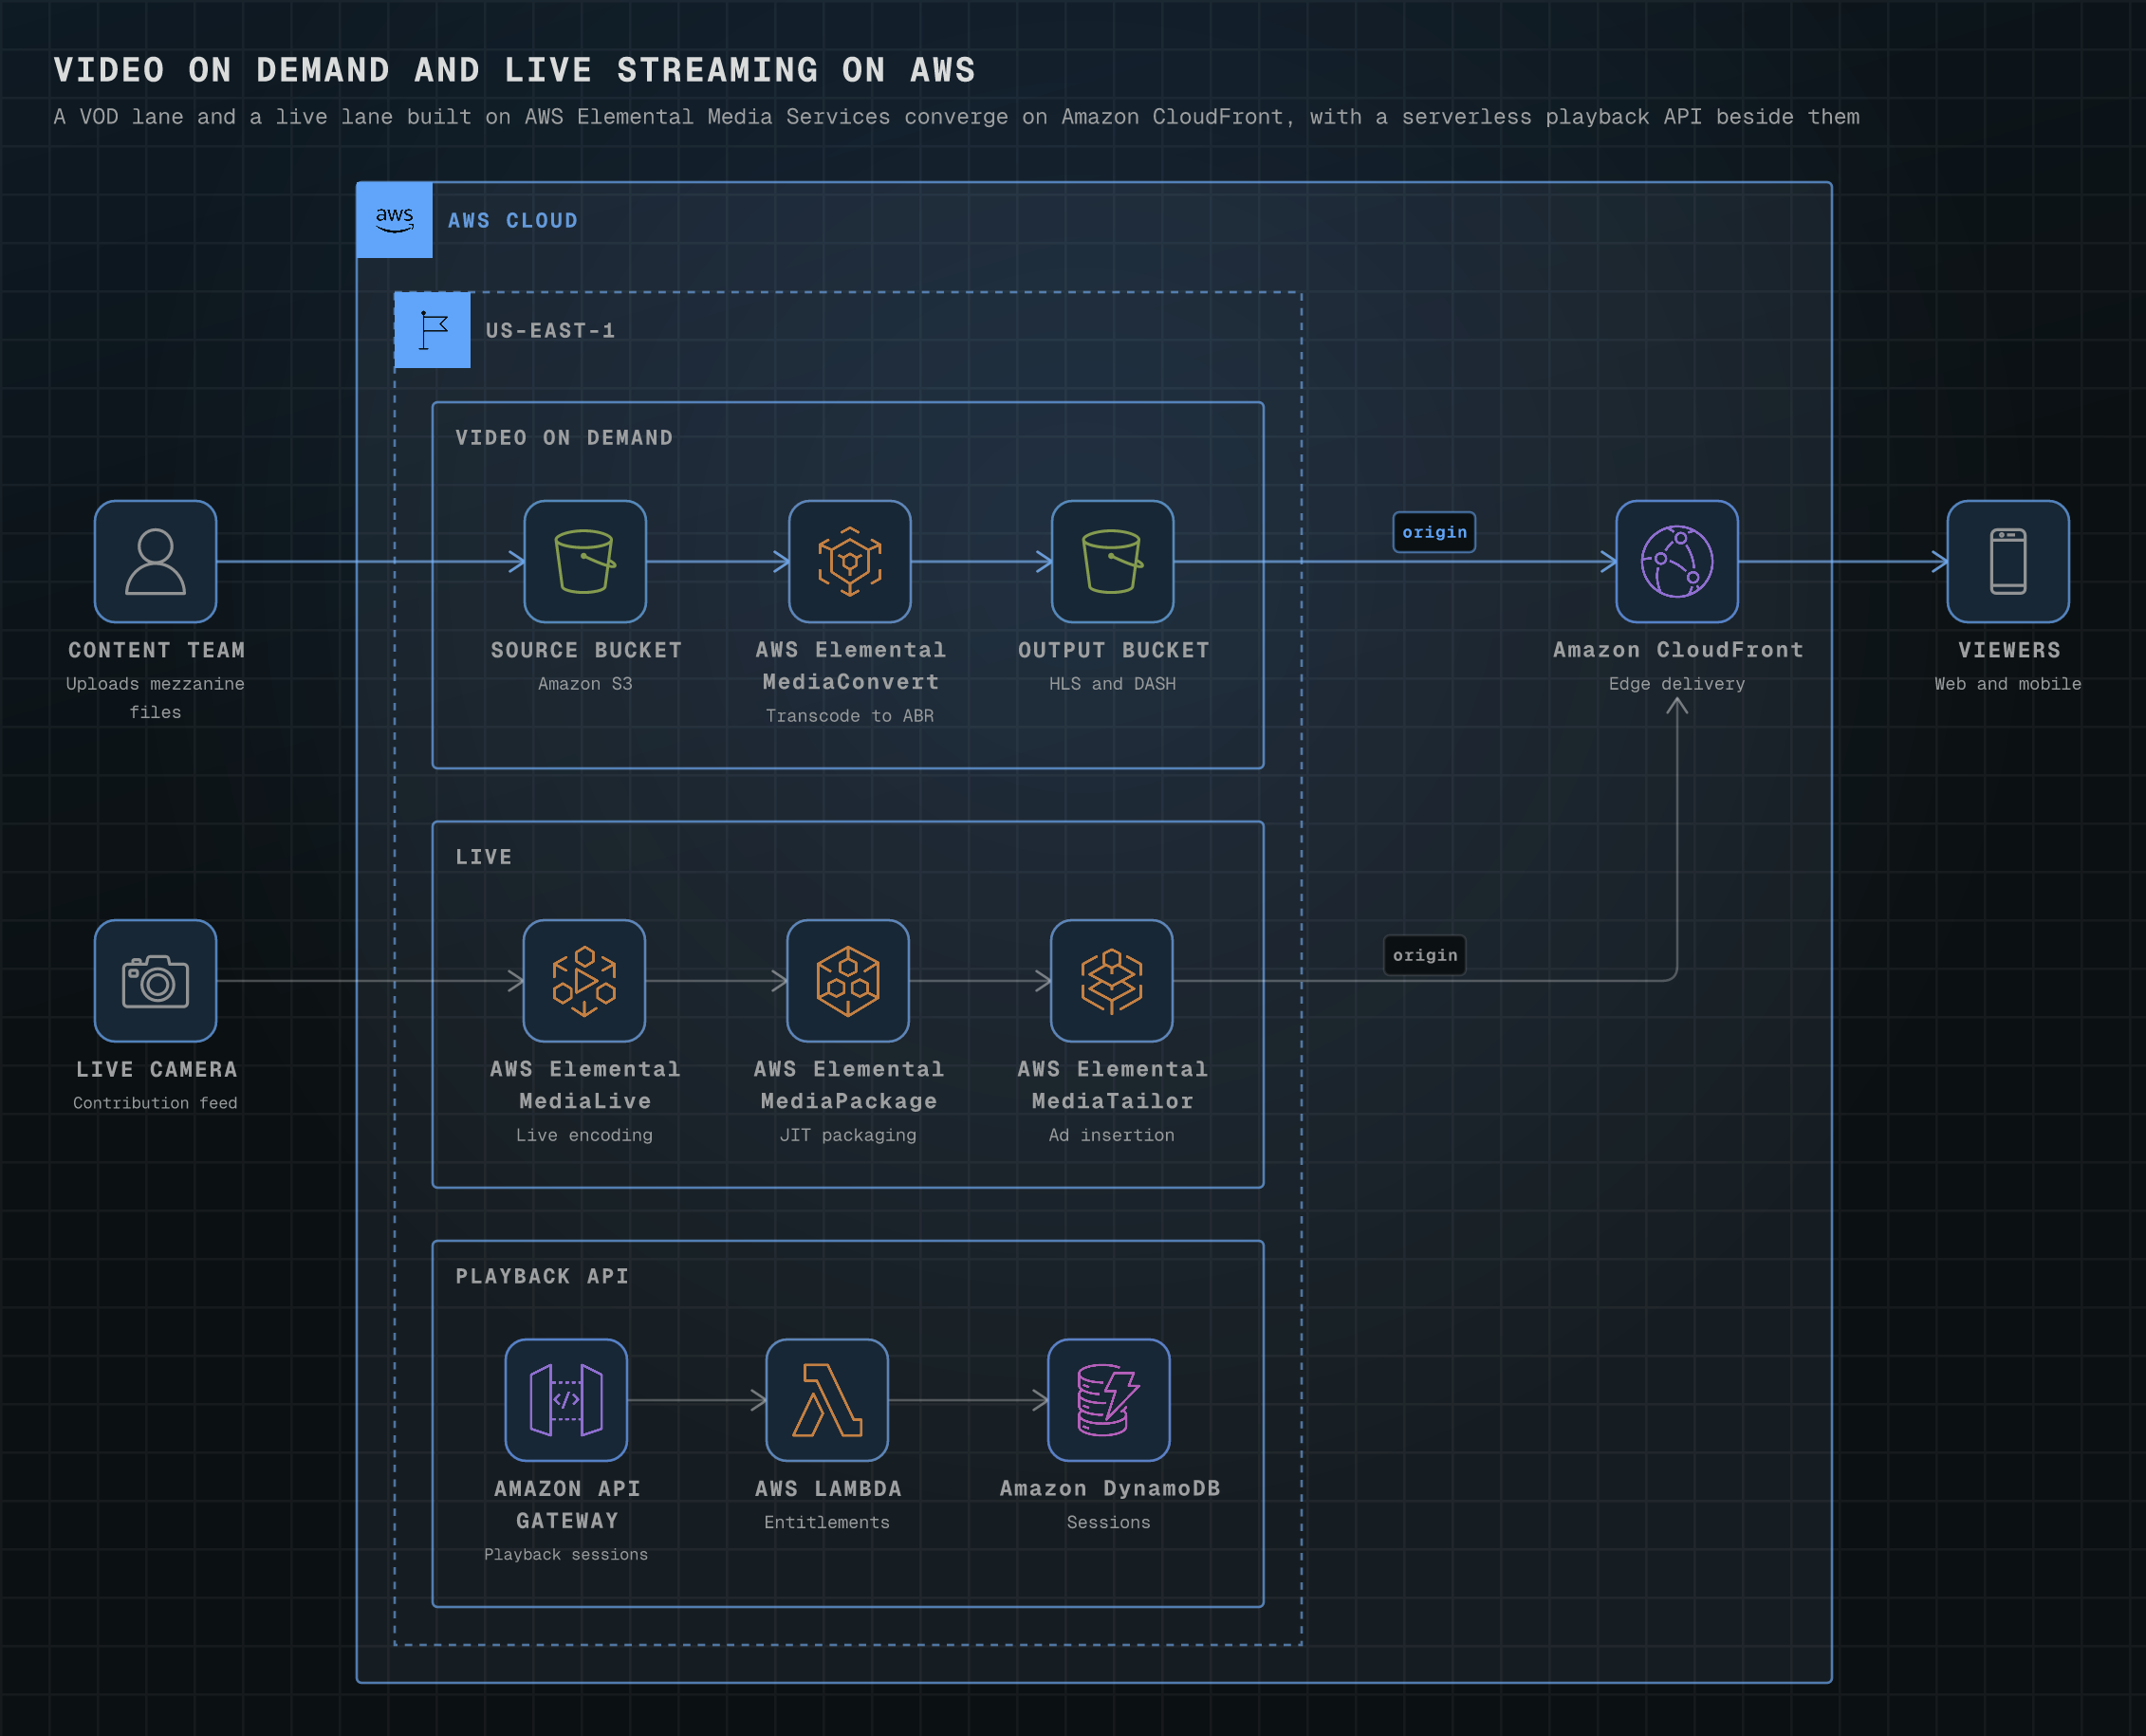 VIDEO ON DEMAND AND LIVE STREAMING ON AWS
A VOD lane and a live lane built on AWS Elemental Media Services converge on Amazon CloudFront, with a serverless playback API beside them
aws
AWS CLOUD
US-EAST-1
VIDEO ON DEMAND
origin
CONTENT TEAM
Uploads mezzanine
files
SOURCE BUCKET
Amazon S3
AWS Elemental
MediaConvert
Transcode to ABR
OUTPUT BUCKET
HLS and DASH
Amazon CloudFront
Edge delivery
VIEWERS
Web and mobile
LIVE
origin
LIVE CAMERA
Contribution feed
AWS Elemental
MediaLive
Live encoding
AWS Elemental
MediaPackage
JIT packaging
AWS Elemental
MediaTailor
Ad insertion
PLAYBACK API
</>
AMAZON API
GATEWAY
Playback sessions
AWS LAMBDA
Entitlements
Amazon DynamoDB
Sessions